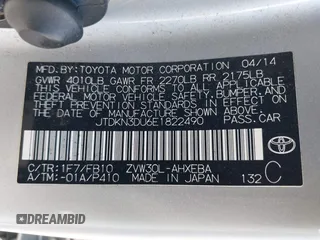 MFD.BY:TOYOTA MOTOR CORPORATION 04/14
GVWR 4010LB GAWR FR 2270LB RR 2175LB
THIS VEHICLE CONFORMS TO ALL APPLICABLE
FEDERAL MOTOR VEHICLE SAFETY, BUMPER,
AND THEFT PREVENTION STANDARDS IN EFFECT
ON THE DATE OF MANUFACTURE SHOWN ABOVE.
JTDKN3DU6E1822490 PASS.CAR
C/TR:1F7/FB10 ZVW30L-AHXEBA
A/TM:-01A/P410 MADE IN JAPAN 132 C
TOYOTA
AUTOBIDCAR